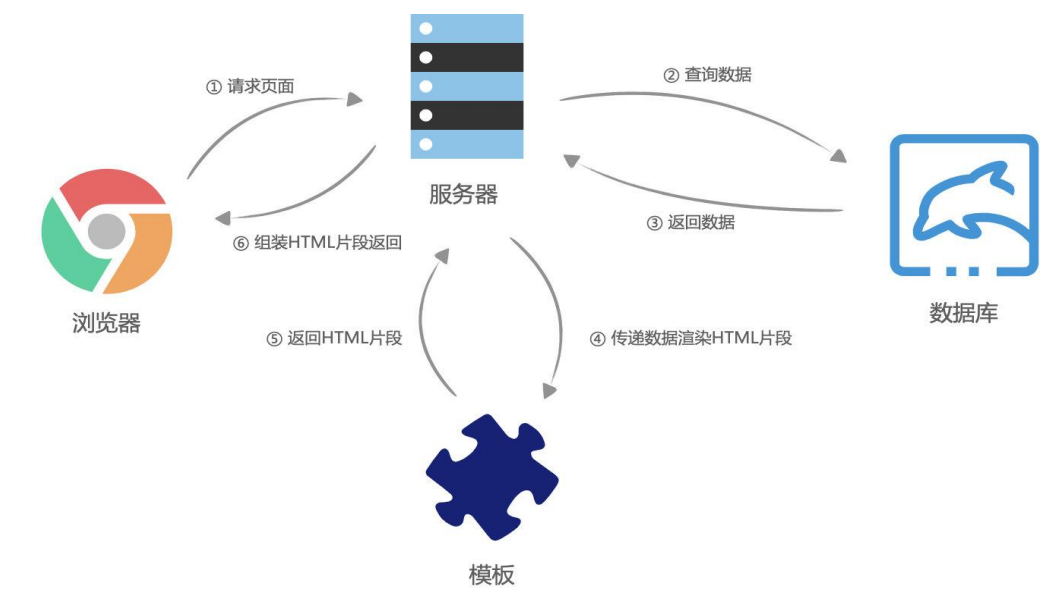 ① 请求页面
② 查询数据
服务器
③ 返回数据
⑥ 组装HTML片段返回
浏览器
数据库
⑤ 返回HTML片段
④ 传递数据渲染HTML片段
模板